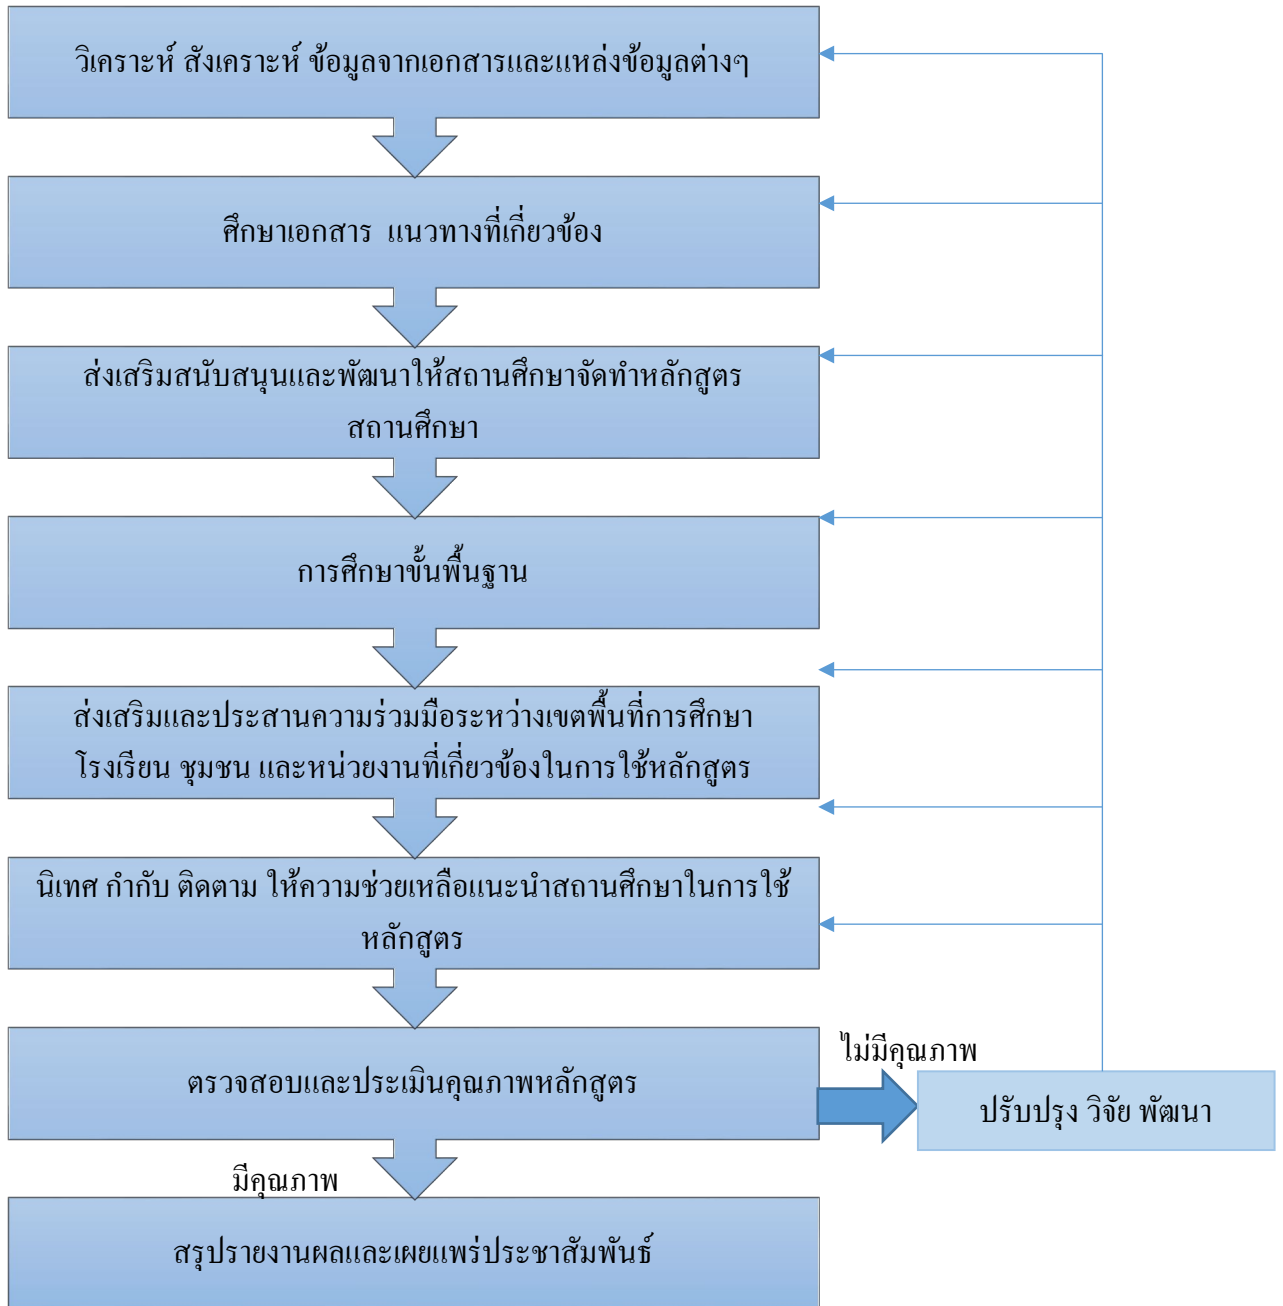 วิเคราะห์ สังเคราะห์ ข้อมูลจากเอกสารและแหล่งข้อมูลต่างๆ
ศึกษาเอกสาร  แนวทางที่เกี่ยวข้อง
ส่งเสริมสนับสนุนและพัฒนาให้สถานศึกษาจัดทำหลักสูตร
สถานศึกษา
การศึกษาขั้นพื้นฐาน
ส่งเสริมและประสานความร่วมมือระหว่างเขตพื้นที่การศึกษา
โรงเรียน ชุมชน และหน่วยงานที่เกี่ยวข้องในการใช้หลักสูตร
นิเทศ กำกับ ติดตาม ให้ความช่วยเหลือแนะนำสถานศึกษาในการใช้
หลักสูตร
ไม่มีคุณภาพ
ตรวจสอบและประเมินคุณภาพหลักสูตร
ปรับปรุง วิจัย พัฒนา
มีคุณภาพ
สรุปรายงานผลและเผยแพร่ประชาสัมพันธ์